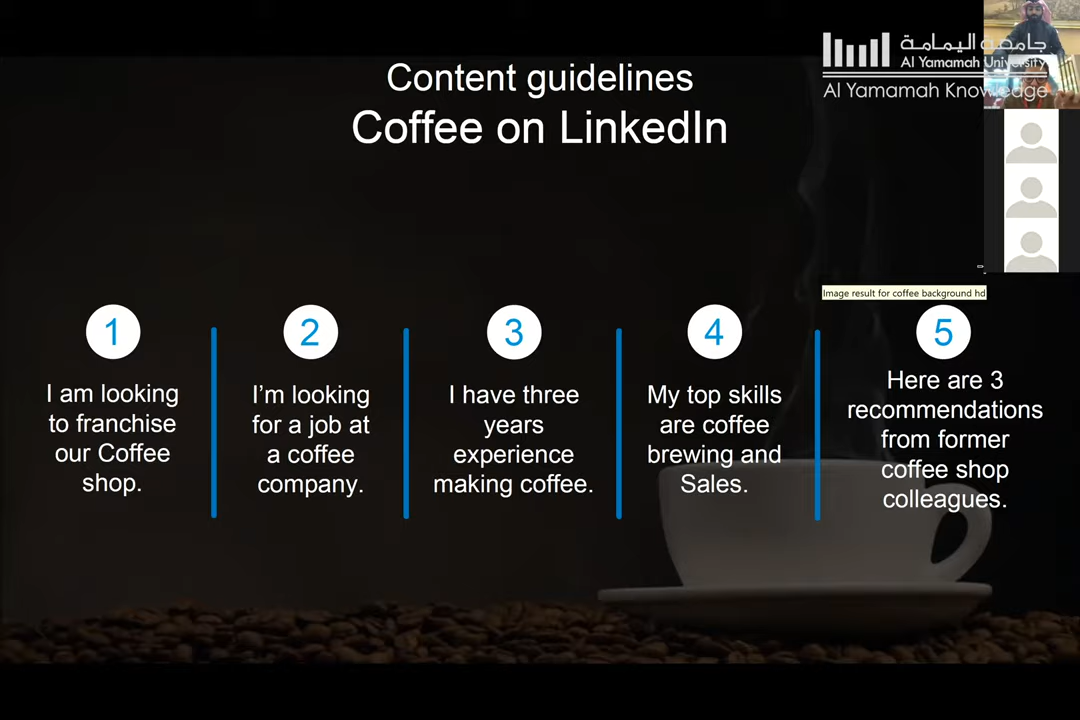 Content guidelines
Coffee on LinkedIn
جامعة اليمامة
Al Yamamah University
Al Yamamah Knowledge
Image result for coffee background hd
1
I am looking
to franchise
our Coffee
shop.
2
I’m looking
for a job at
a coffee
company.
3
I have three
years
experience
making coffee.
4
My top skills
are coffee
brewing and
Sales.
5
Here are 3
recommendations
from former
coffee shop
colleagues.